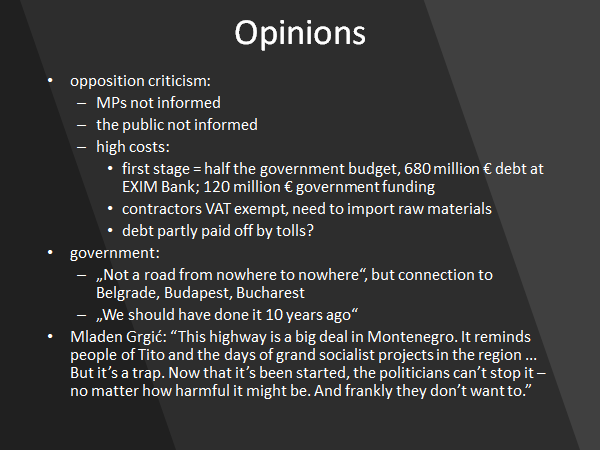 Opinions
• opposition criticism:
– MPs not informed
– the public not informed
– high costs:
• first stage = half the government budget, 680 million € debt at
EXIM Bank; 120 million € government funding
• contractors VAT exempt, need to import raw materials
• debt partly paid off by tolls?
• government:
– „Not a road from nowhere to nowhere“, but connection to
Belgrade, Budapest, Bucharest
– „We should have done it 10 years ago“
• Mladen Grgić: “This highway is a big deal in Montenegro. It reminds
people of Tito and the days of grand socialist projects in the region ...
But it’s a trap. Now that it’s been started, the politicians can’t stop it –
no matter how harmful it might be. And frankly they don’t want to.”